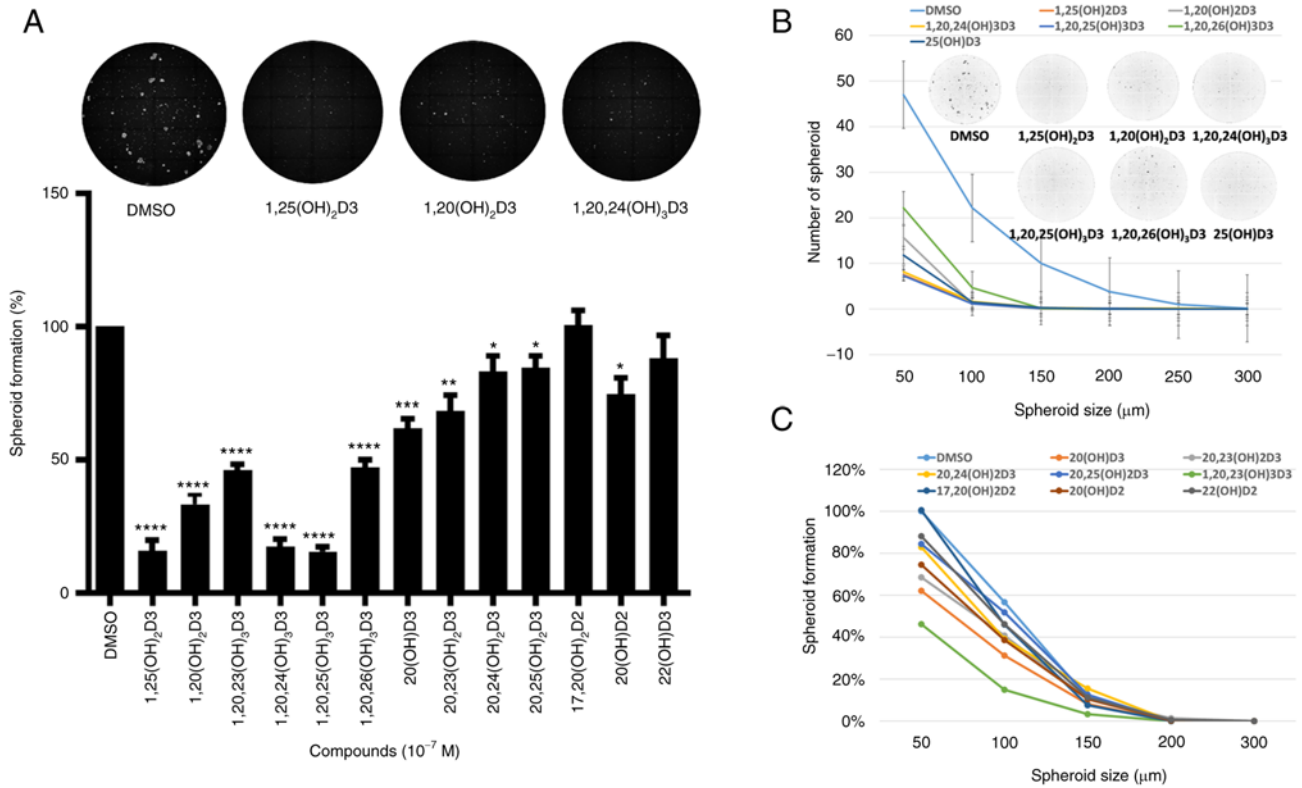 A
DMSO
1,25(OH)₂D3
1,20(OH)₂D3
1,20,24(OH)₃D3
150
100
50
0
Spheroid formation (%)
****
****
****
****
****
****
***
**
*
*
*
DMSO
1,25(OH)₂D3
1,20(OH)₂D3
1,20,23(OH)₃D3
1,20,24(OH)₃D3
1,20,25(OH)₃D3
1,20,26(OH)₃D3
20(OH)D3
20,23(OH)₂D3
20,24(OH)₂D3
20,25(OH)₂D3
17,20(OH)₂D2
20(OH)D2
22(OH)D3
Compounds (10⁻⁷ M)
B
DMSO 1,25(OH)2D3 1,20(OH)2D3
1,20,24(OH)3D3 1,20,25(OH)3D3 1,20,26(OH)3D3
25(OH)D3
60
50
40
30
20
10
0
−10
Number of spheroid
DMSO 1,25(OH)₂D3 1,20(OH)₂D3 1,20,24(OH)₃D3
1,20,25(OH)₃D3 1,20,26(OH)₃D3 25(OH)D3
50 100 150 200 250 300
Spheroid size (μm)
C
DMSO 20(OH)D3 20,23(OH)2D3
20,24(OH)2D3 20,25(OH)2D3 1,20,23(OH)3D3
17,20(OH)2D2 20(OH)D2 22(OH)D2
120%
100%
80%
60%
40%
20%
0%
Spheroid formation
50 100 150 200 300
Spheroid size (μm)